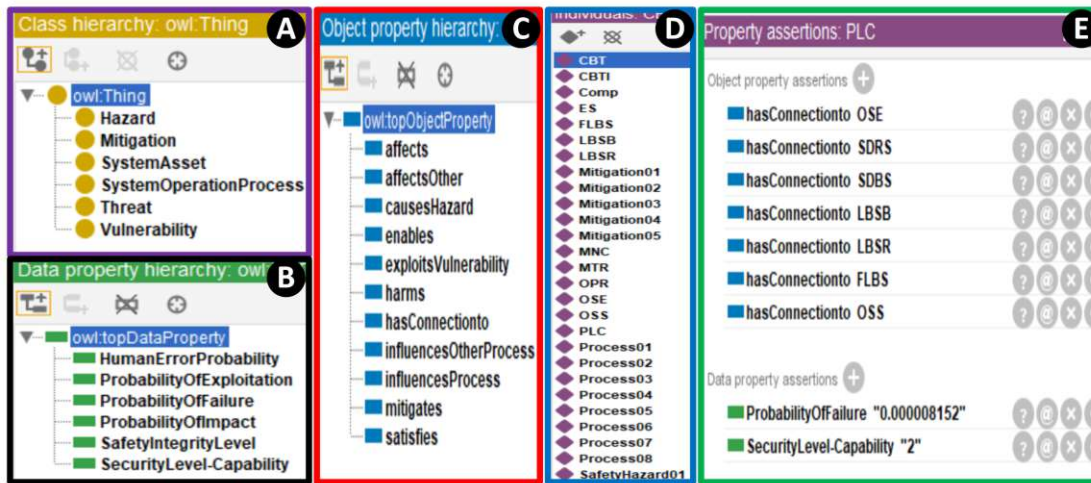 Class hierarchy: owl:Thing
A
owl:Thing
Hazard
Mitigation
SystemAsset
SystemOperationProcess
Threat
Vulnerability
Data property hierarchy: owl:
B
owl:topDataProperty
HumanErrorProbability
ProbabilityOfExploitation
ProbabilityOfFailure
ProbabilityOfImpact
SafetyIntegrityLevel
SecurityLevel-Capability
Object property hierarchy:
C
owl:topObjectProperty
affects
affectsOther
causesHazard
enables
exploitsVulnerability
harms
hasConnectionto
influencesOtherProcess
influencesProcess
mitigates
satisfies
Individuals: CB
D
CBT
CBTI
Comp
ES
FLBS
LBSB
LBSR
Mitigation01
Mitigation02
Mitigation03
Mitigation04
Mitigation05
MNC
MTR
OPR
OSE
OSS
PLC
Process01
Process02
Process03
Process04
Process05
Process06
Process07
Process08
SafetyHazard01
Property assertions: PLC
E
Object property assertions
hasConnectionto OSE
hasConnectionto SDRS
hasConnectionto SDBS
hasConnectionto LBSB
hasConnectionto LBSR
hasConnectionto FLBS
hasConnectionto OSS
Data property assertions
ProbabilityOfFailure "0.000008152"
SecurityLevel-Capability "2"